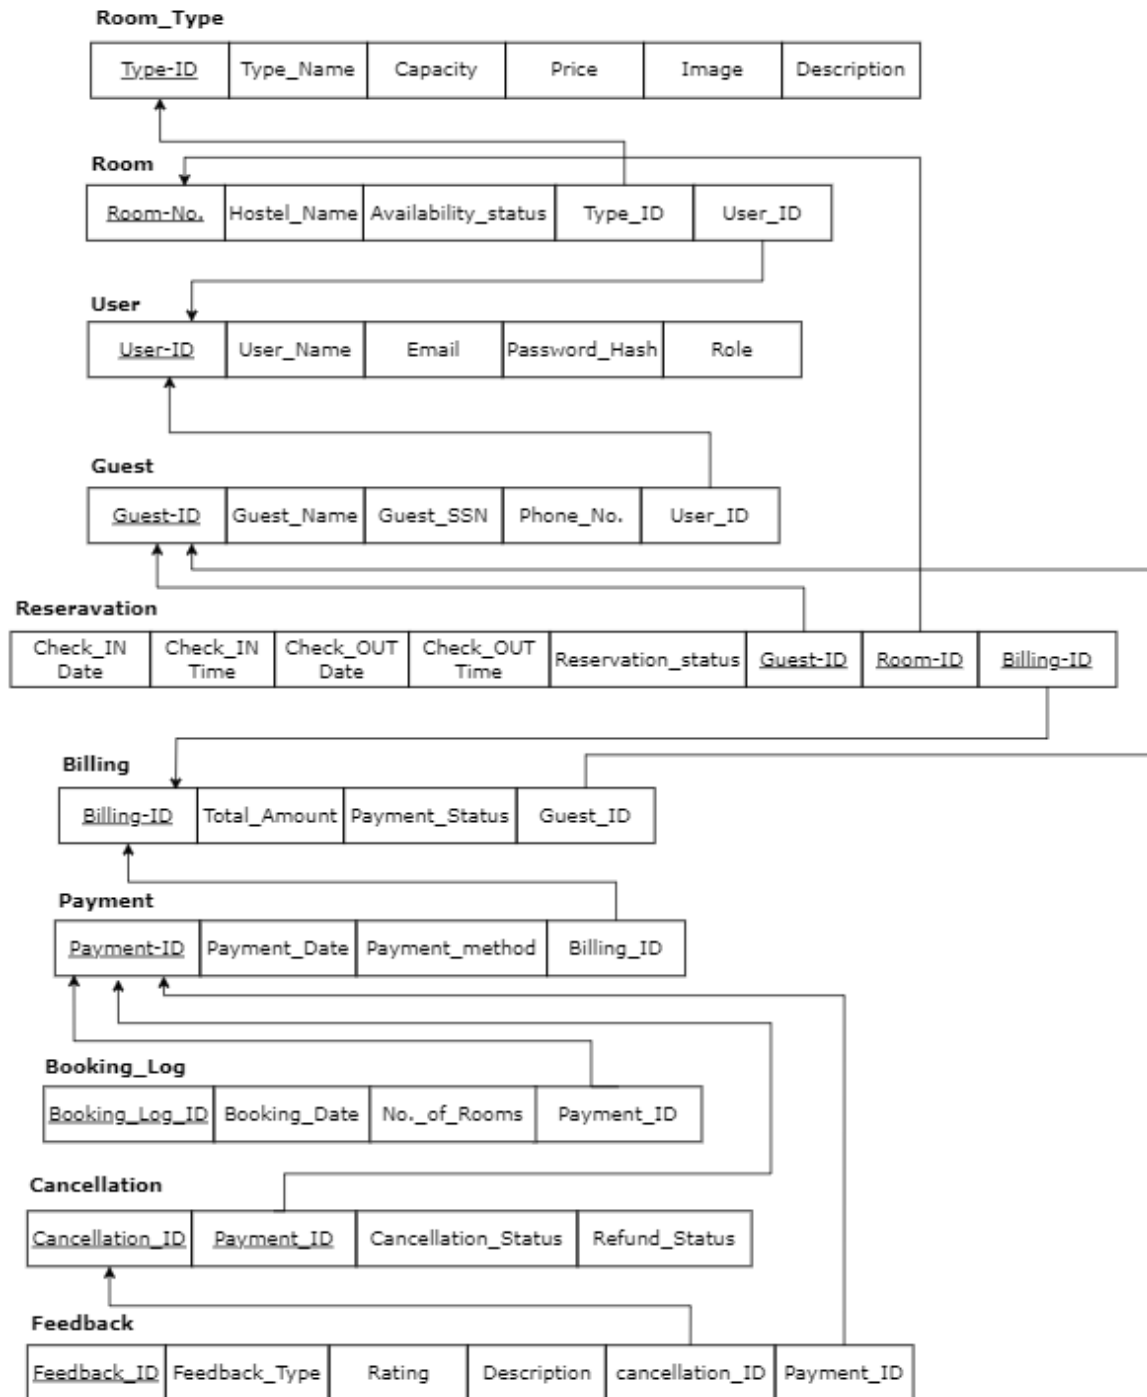 Room_Type
Type-ID Type_Name Capacity Price Image Description
Room
Room-No. Hostel_Name Availability_status Type_ID User_ID
User
User-ID User_Name Email Password_Hash Role
Guest
Guest-ID Guest_Name Guest_SSN Phone_No. User_ID
Reseravation
Check_IN Date Check_IN Time Check_OUT Date Check_OUT Time Reservation_status Guest-ID Room-ID Billing-ID
Billing
Billing-ID Total_Amount Payment_Status Guest_ID
Payment
Payment-ID Payment_Date Payment_method Billing_ID
Booking_Log
Booking_Log_ID Booking_Date No._of_Rooms Payment_ID
Cancellation
Cancellation_ID Payment_ID Cancellation_Status Refund_Status
Feedback
Feedback_ID Feedback_Type Rating Description cancellation_ID Payment_ID